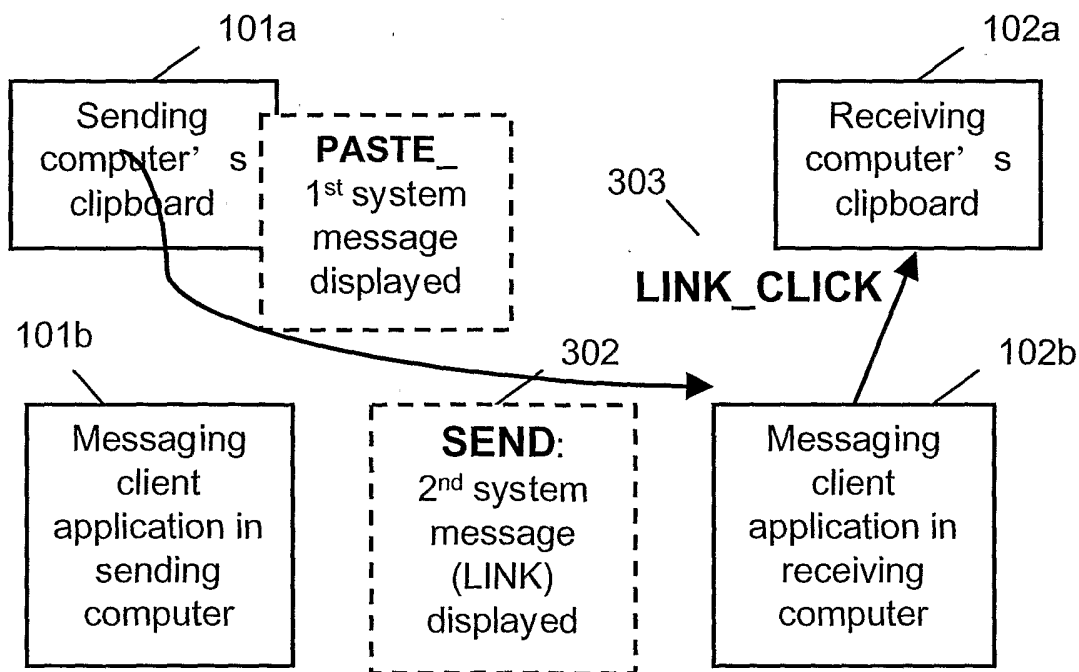 101a
Sending
computer' s
clipboard
PASTE_
1st system
message
displayed
303
LINK_CLICK
102a
Receiving
computer' s
clipboard
101b
Messaging
client
application in
sending
computer
302
SEND:
2nd system
message
(LINK)
displayed
102b
Messaging
client
application in
receiving
computer